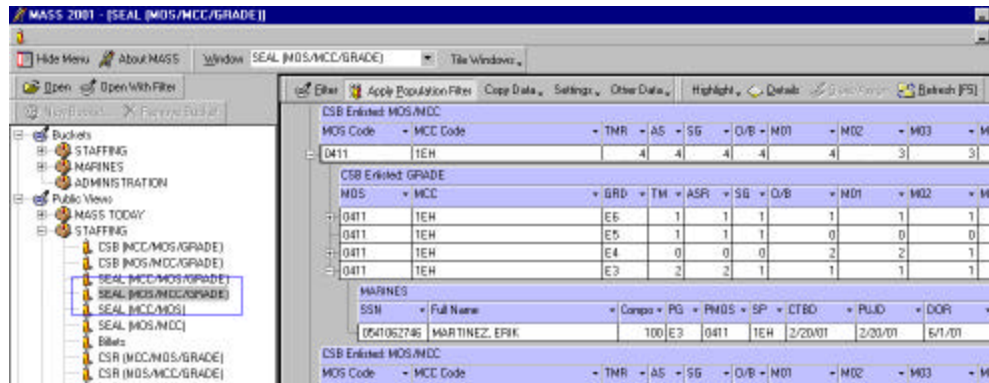 MASS 2001 - [SEAL (MOS/MCC/GRADE)]
Hide Menu About MASS Window SEAL (MOS/MCC/GRADE) Tile Windows
Open Open With Filter
Filter Apply Population Filter Copy Data Settings Other Data Highlight Details Refresh [F5]
Remove Bucket
Buckets
STAFFING
MARINES
ADMINISTRATION
Public Views
MASS TODAY
STAFFING
CSB (MCC/MOS/GRADE)
CSB (MOS/MCC/GRADE)
SEAL (MCC/MOS/GRADE)
SEAL (MOS/MCC/GRADE)
SEAL (MCC/MOS)
SEAL (MOS/MCC)
Billets
CSR (MCC/MOS/GRADE)
CSR (MOS/MCC/GRADE)
CSB Enlisted: MOS/MCC
MOS Code MCC Code TMR AS SG O/B M01 M02 M03 M
0411 1EH 4 4 4 4 4 3 3
CSB Enlisted: GRADE
MOS MCC GRD TM ASR SG O/B M01 M02 M
0411 1EH E6 1 1 1 1 1 1
0411 1EH E5 1 1 1 0 0 0
0411 1EH E4 0 0 0 2 2 1
0411 1EH E3 2 2 1 1 1 1
MARINES
SSN Full Name Compo PG PMOS SP CTBD PUJD DOR
0541062746 MARTINEZ, ERIK 100 E3 0411 1EH 2/20/01 2/20/01 6/1/01
CSB Enlisted: MOS/MCC
MOS Code MCC Code TMR AS SG O/B M01 M02 M03 M